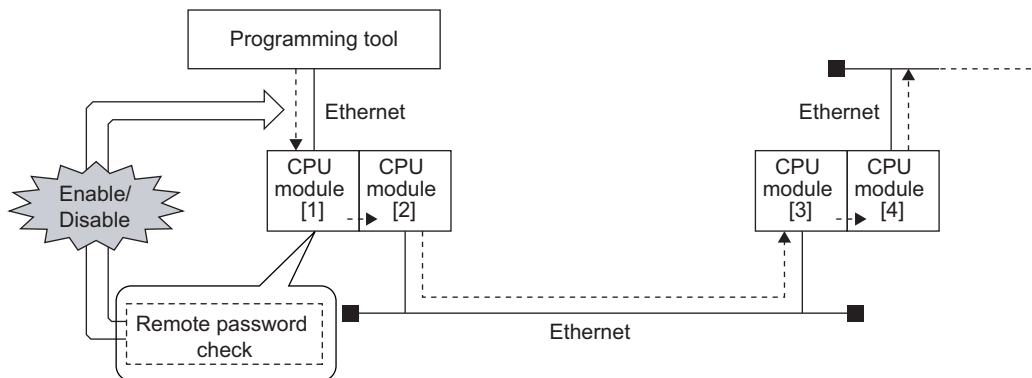 Programming tool
Ethernet
Ethernet
CPU
module
[1]
CPU
module
[2]
CPU
module
[3]
CPU
module
[4]
Enable/
Disable
Remote password
check
Ethernet